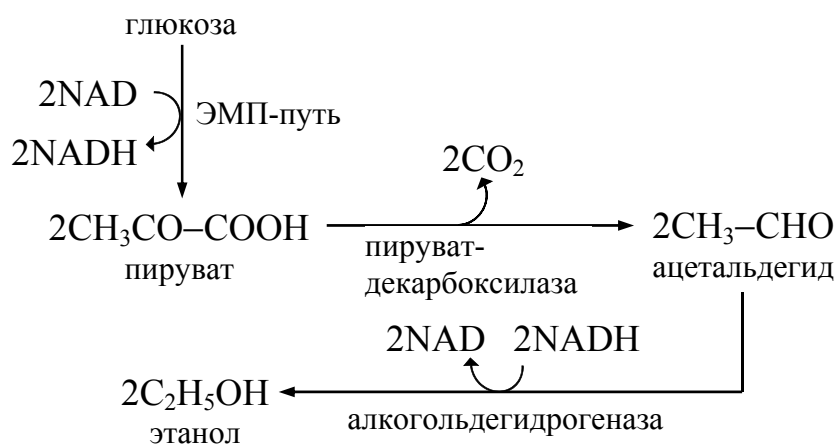 глюкоза
2NAD
ЭМП-путь
2NADH
2CO₂
2CH₃CO–COOH
2CH₃–CHO
пируват
пируват-
декарбоксилаза
ацетальдегид
2NAD 2NADH
2C₂H₅OH
этанол
алкогольдегидрогеназа